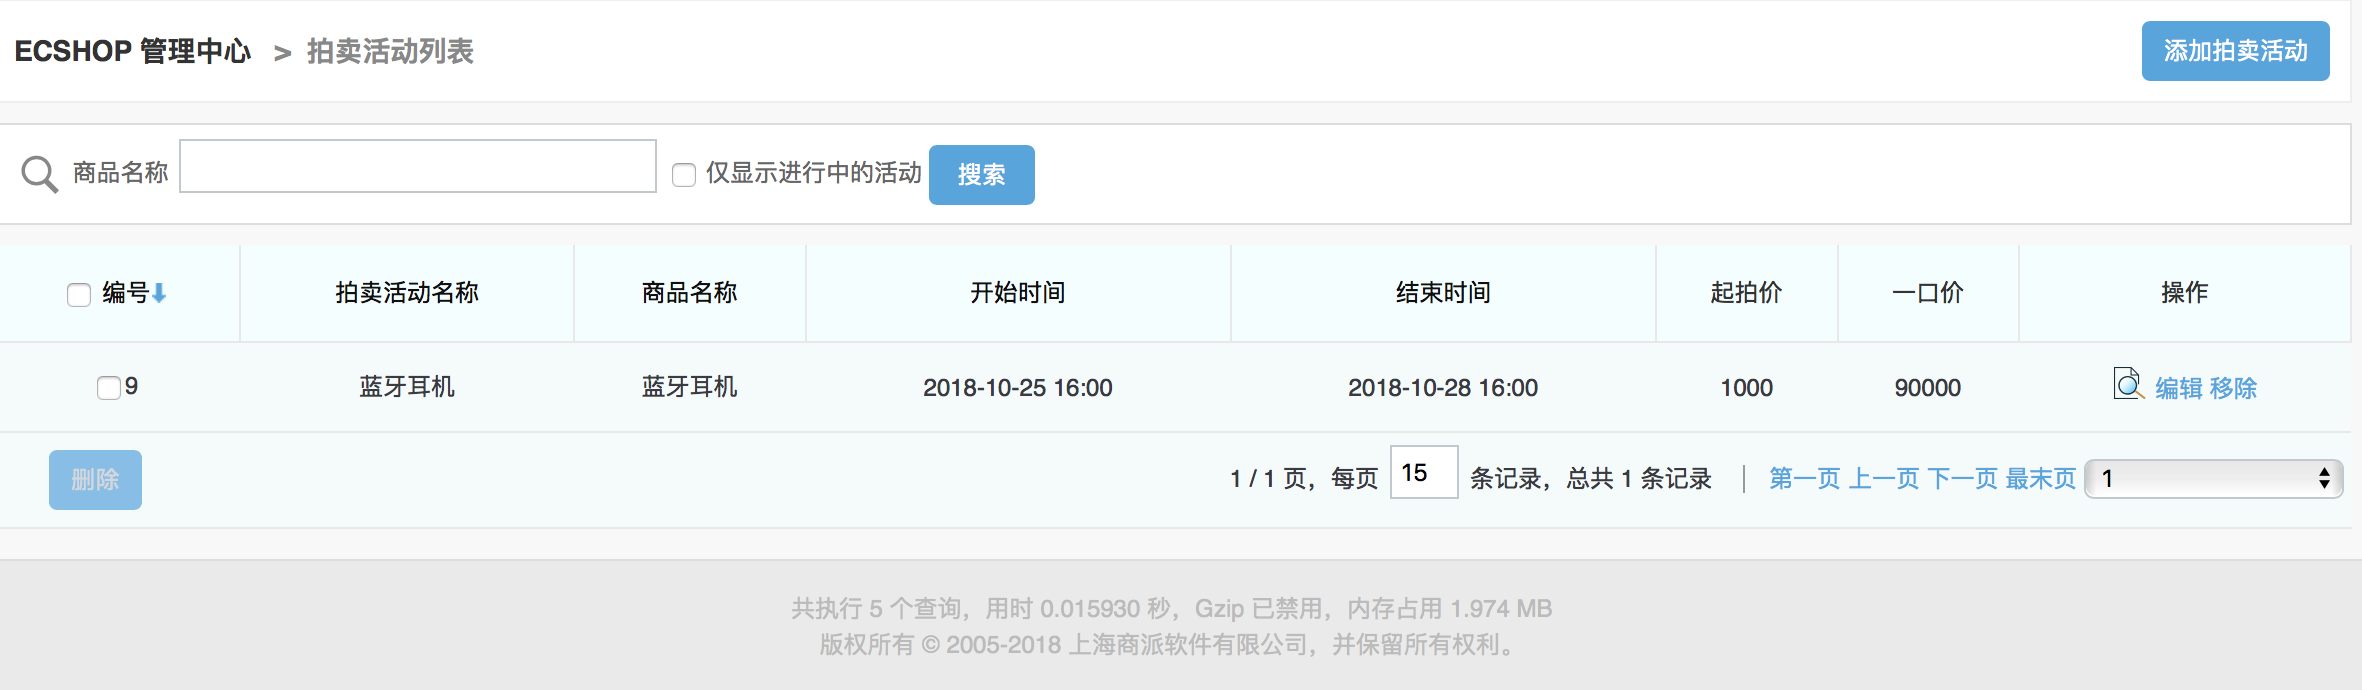 ECSHOP 管理中心 > 拍卖活动列表 添加拍卖活动
商品名称 仅显示进行中的活动 搜索
编号 拍卖活动名称 商品名称 开始时间 结束时间 起拍价 一口价 操作
9 蓝牙耳机 蓝牙耳机 2018-10-25 16:00 2018-10-28 16:00 1000 90000 编辑 移除
删除 1 / 1 页，每页 15 条记录，总共 1 条记录 | 第一页 上一页 下一页 最末页 1
共执行 5 个查询，用时 0.015930 秒，Gzip 已禁用，内存占用 1.974 MB
版权所有 © 2005-2018 上海商派软件有限公司，并保留所有权利。